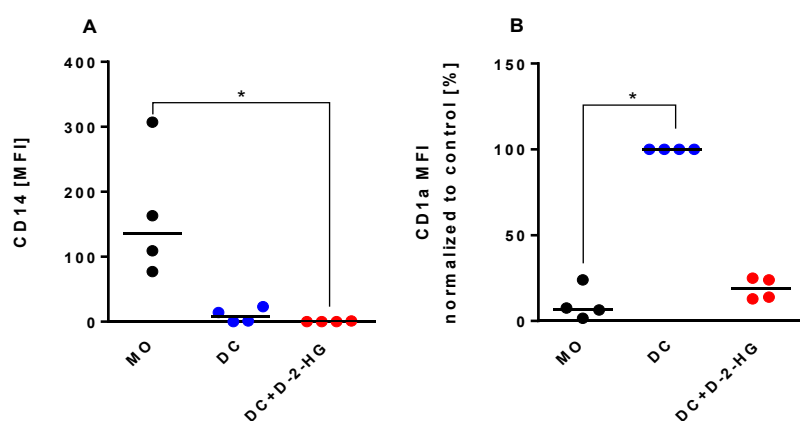 A
CD14 [MFI]
400
300
200
100
0
*
MO
DC
DC+D-2-HG
B
CD1a MFI
normalized to control [%]
150
100
50
0
*
MO
DC
DC+D-2-HG